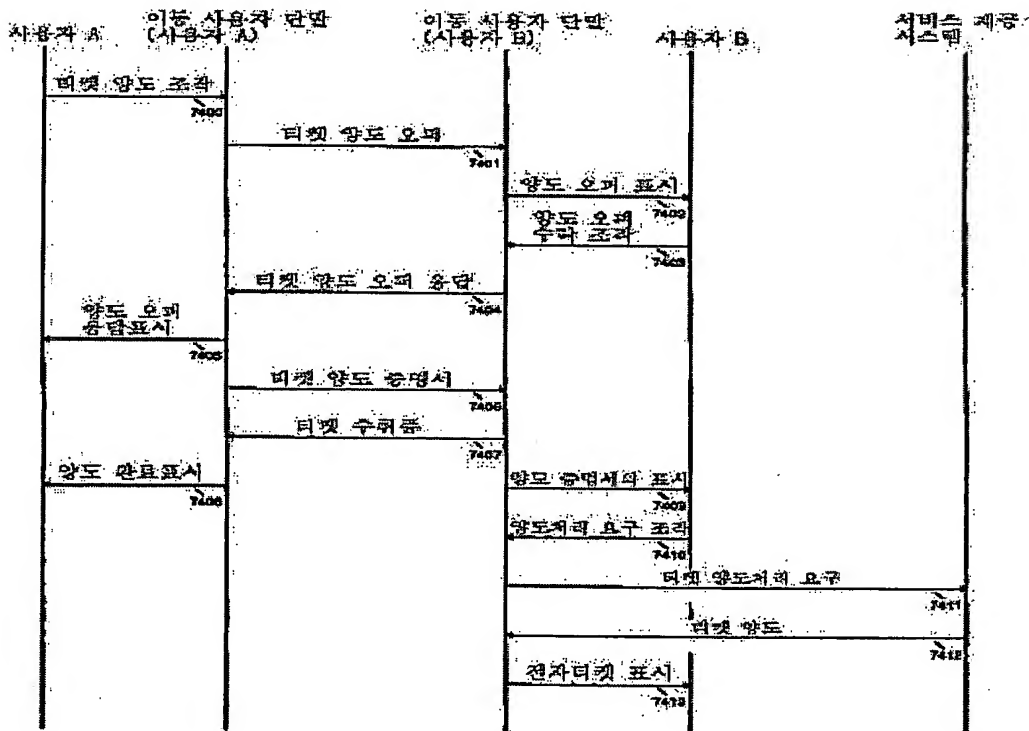 사용자 A
이동 사용자 단말
(사용자 A)
이동 사용자 단말
(사용자 B)
사용자 B
서비스 제공
시스템
티켓 양도 조작
7400
티켓 양도 오퍼
7401
양도 오퍼 표시
7402
양도 오퍼
수락 조작
7403
티켓 양도 오퍼 응답
7404
양도 오퍼
응답표시
7405
티켓 양도 증명서
7406
티켓 수취증
7407
양도 완료표시
7408
양도 증명서의 표시
7409
양도처리 요구 조작
7410
티켓 양도처리 요구
7411
티켓 양도
7412
전자티켓 표시
7413